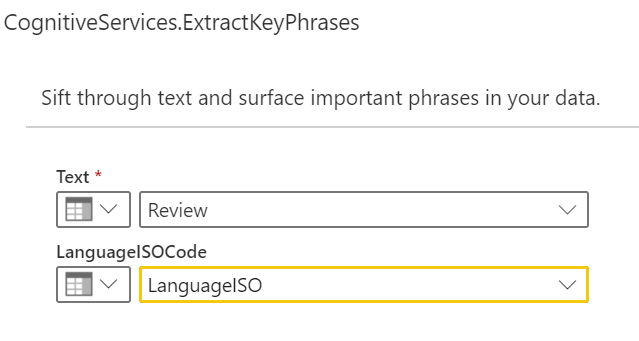 CognitiveServices.ExtractKeyPhrases
Sift through text and surface important phrases in your data.
Text *
Review
LanguageISOCode
LanguageISO